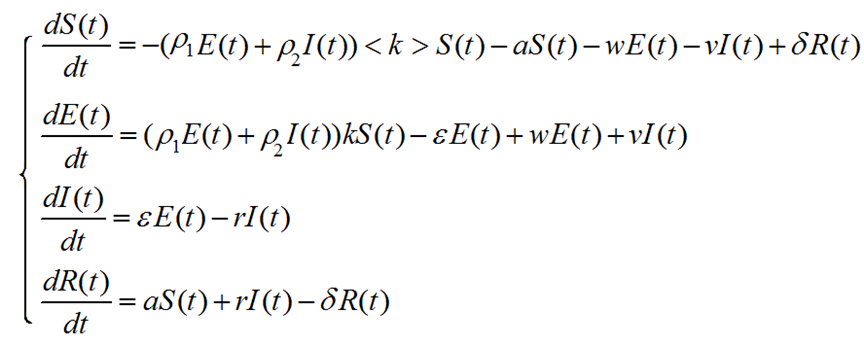 dS(t)/dt = −(ρ₁E(t) + ρ₂I(t)) < k > S(t) − aS(t) − wE(t) − vI(t) + δR(t)
dE(t)/dt = (ρ₁E(t) + ρ₂I(t))kS(t) − εE(t) + wE(t) + vI(t)
dI(t)/dt = εE(t) − rI(t)
dR(t)/dt = aS(t) + rI(t) − δR(t)